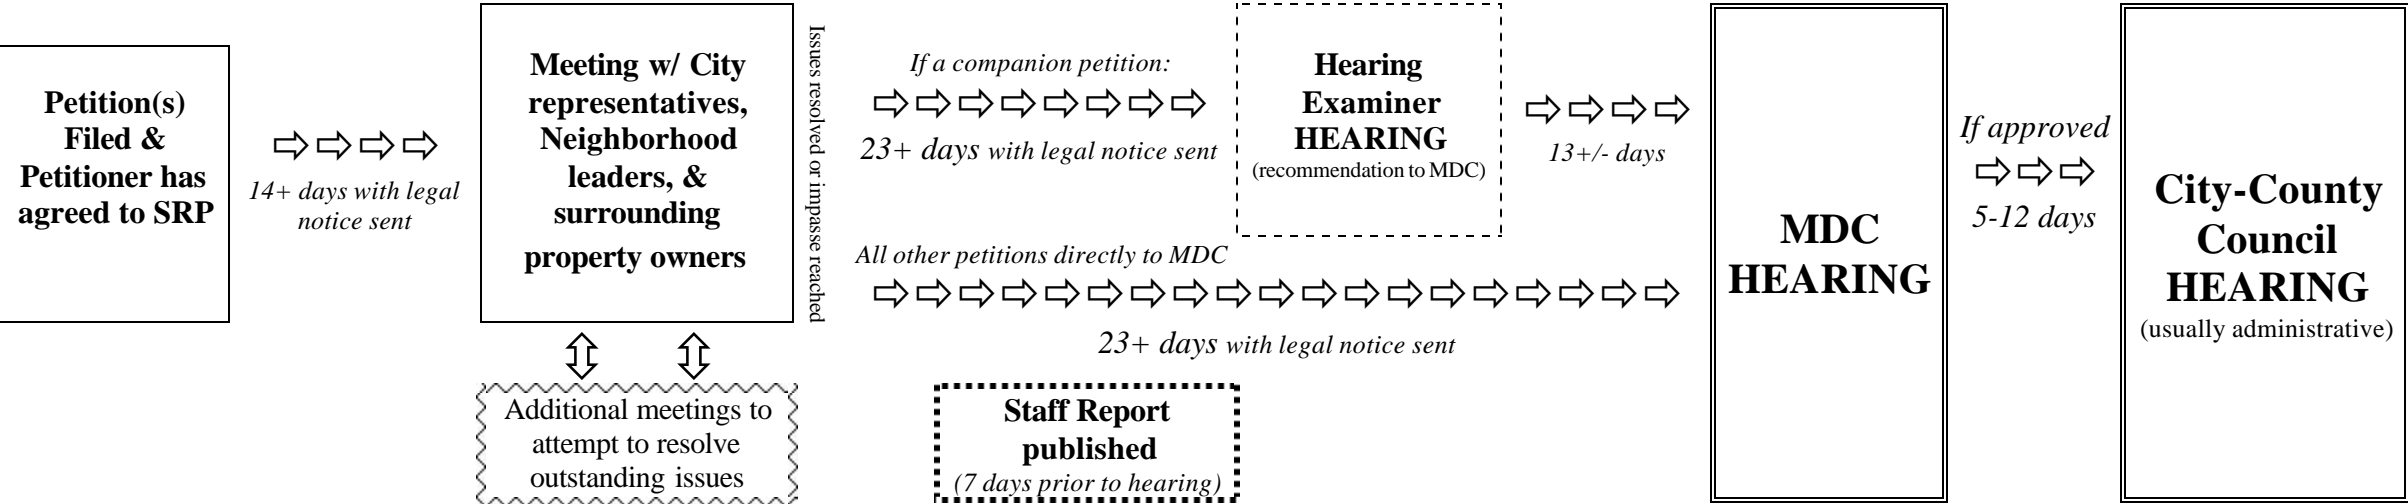 Petition(s)
Filed &
Petitioner has
agreed to SRP
14+ days with legal
notice sent
Meeting w/ City
representatives,
Neighborhood
leaders, &
surrounding
property owners
Additional meetings to
attempt to resolve
outstanding issues
Issues resolved or impasse reached
If a companion petition:
23+ days with legal notice sent
Hearing
Examiner
HEARING
(recommendation to MDC)
13+/- days
All other petitions directly to MDC
23+ days with legal notice sent
Staff Report
published
(7 days prior to hearing)
MDC
HEARING
If approved
5-12 days
City-County
Council
HEARING
(usually administrative)